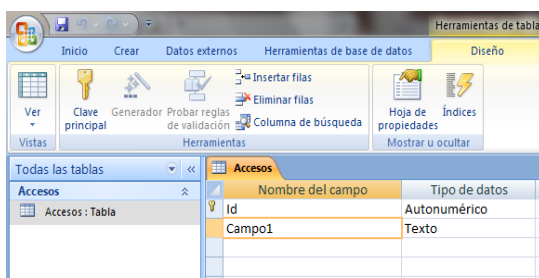 Herramientas de tabla
Inicio Crear Datos externos Herramientas de base de datos Diseño
Ver
Clave principal
Generador
Probar reglas de validación
Insertar filas
Eliminar filas
Columna de búsqueda
Hoja de propiedades
Índices
Vistas Herramientas Mostrar u ocultar
Todas las tablas
Accesos
Accesos : Tabla
Accesos
Nombre del campo Tipo de datos
Id Autonumérico
Campo1 Texto